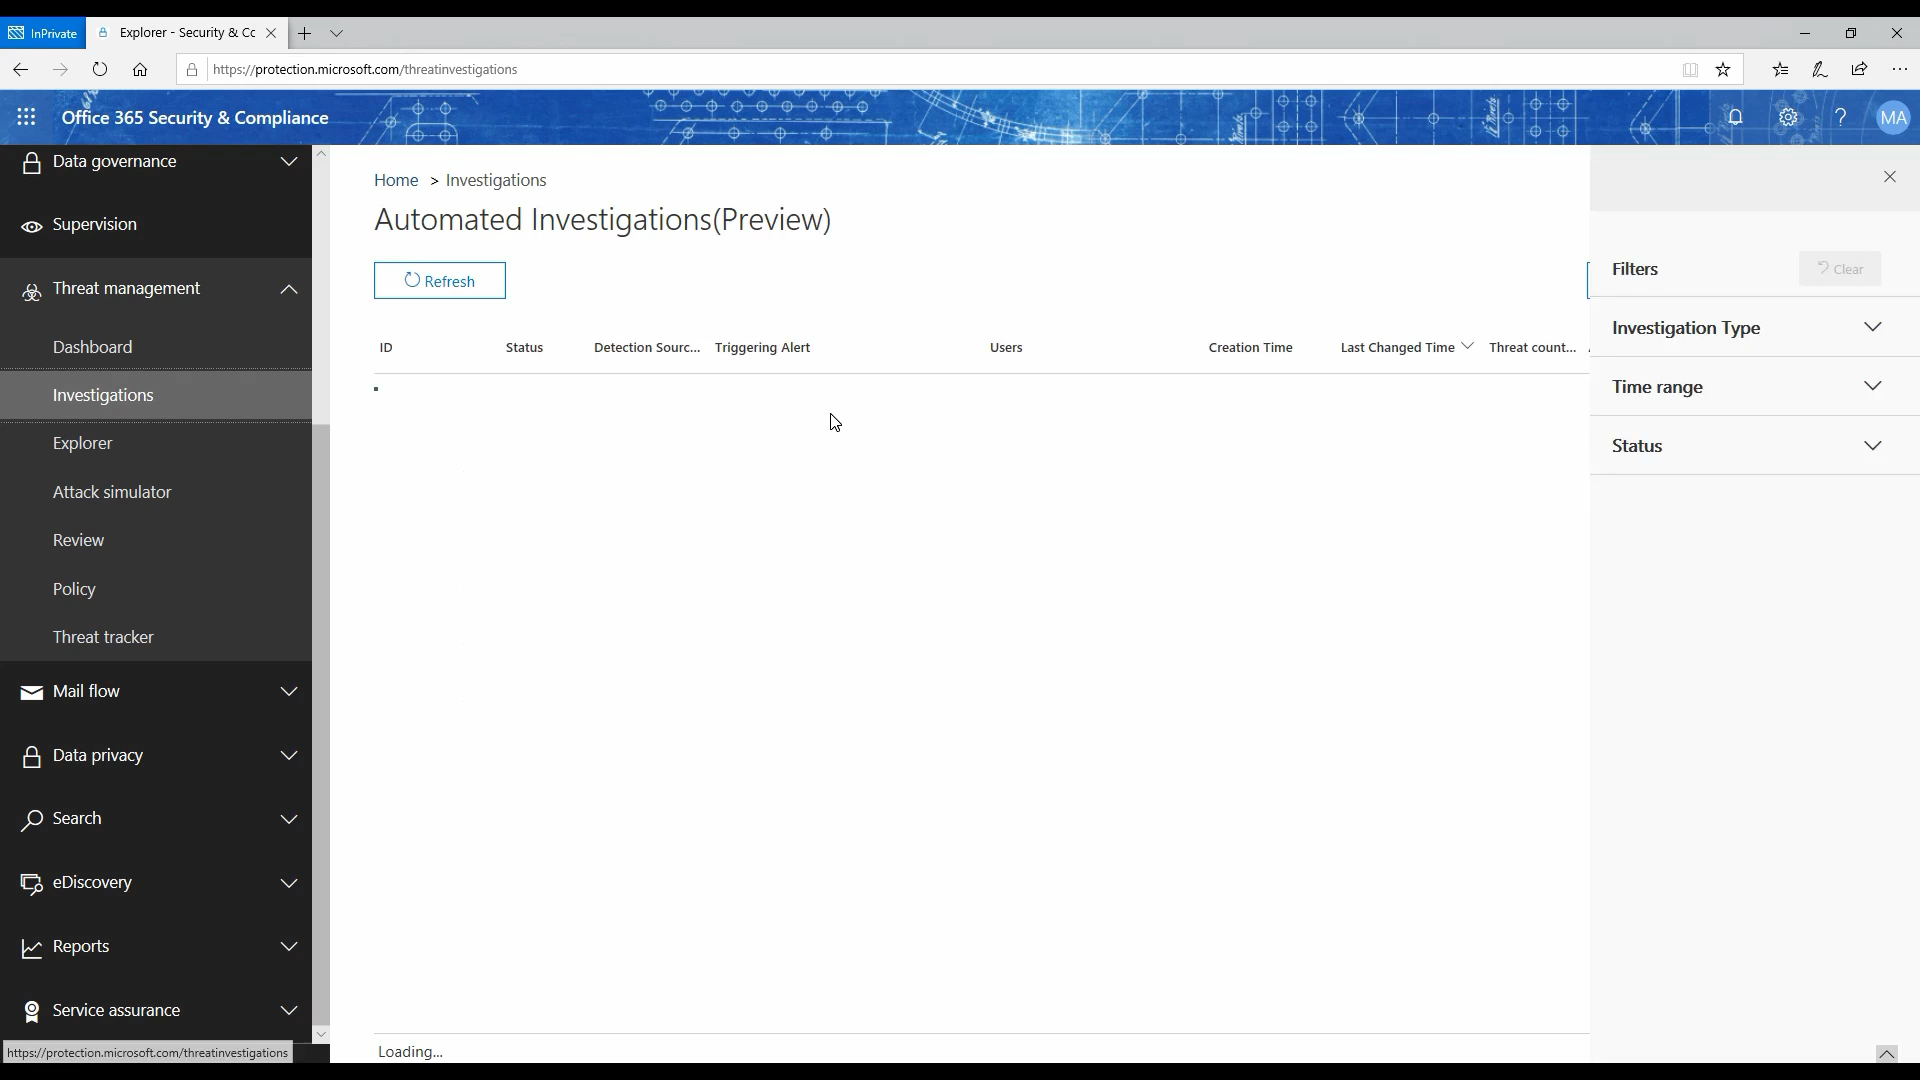 InPrivate
Explorer - Security & Cc
https://protection.microsoft.com/threatinvestigations
Office 365 Security & Compliance
MA
Data governance
Supervision
Threat management
Dashboard
Investigations
Explorer
Attack simulator
Review
Policy
Threat tracker
Mail flow
Data privacy
Search
eDiscovery
Reports
Service assurance
https://protection.microsoft.com/threatinvestigations
Home > Investigations
Automated Investigations(Preview)
Refresh
ID Status Detection Sourc... Triggering Alert Users Creation Time Last Changed Time Threat count...
Loading...
Filters Clear
Investigation Type
Time range
Status